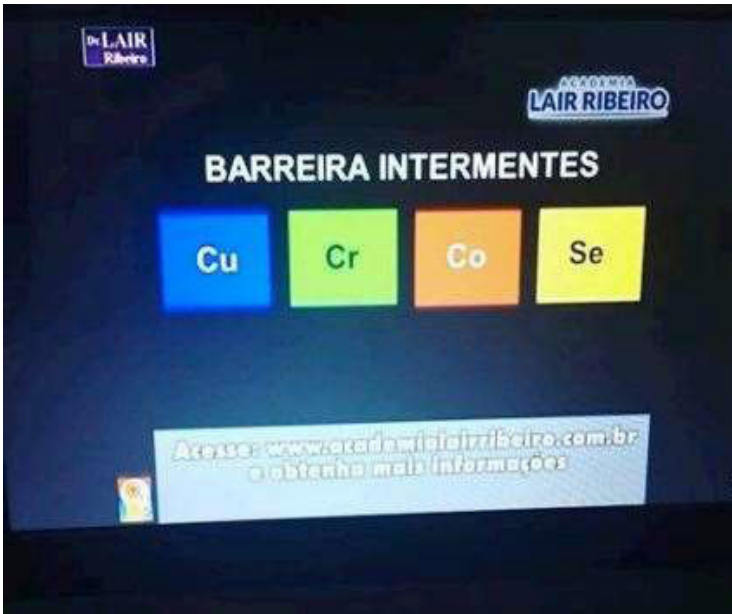 Dr. LAIR
Ribeiro
ACADEMIA
LAIR RIBEIRO
BARREIRA INTERMENTES
Cu Cr Co Se
Acesse: www.academialairribeiro.com.br
e obtenha mais informações